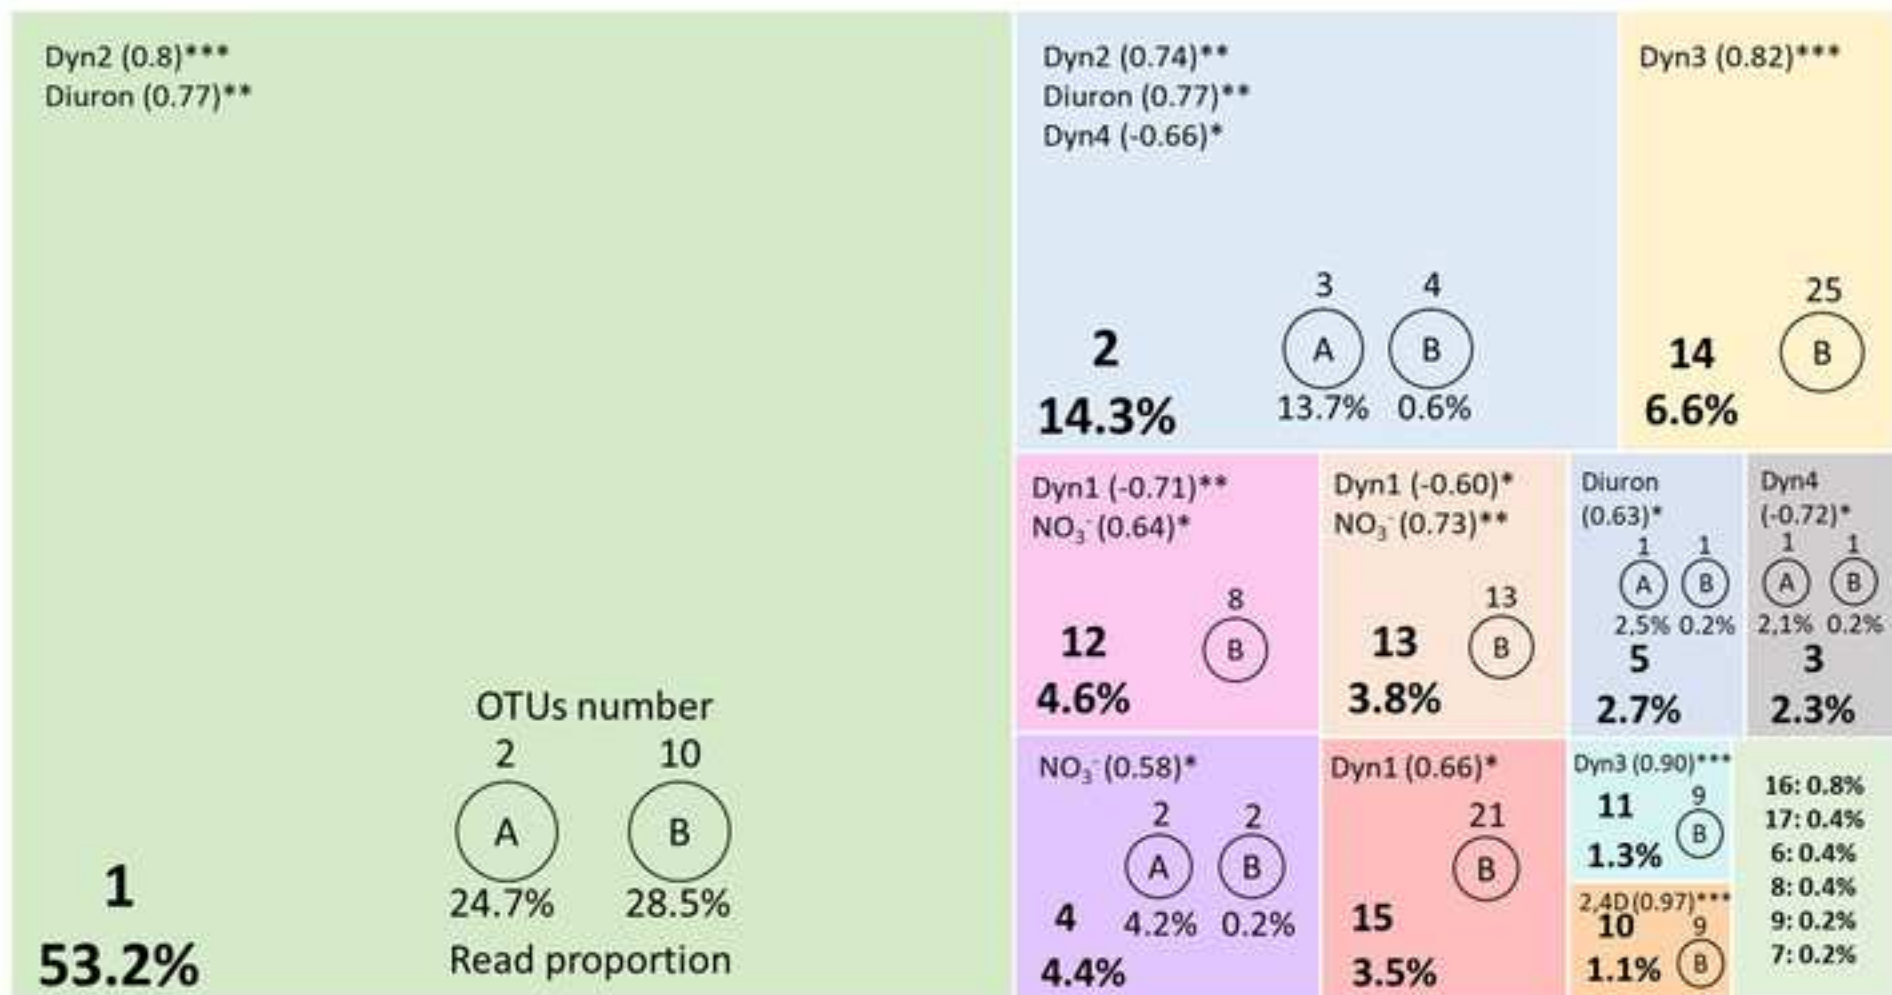 Dyn2 (0.8)***
Diuron (0.77)**
OTUs number
2 10
A B
24.7% 28.5%
Read proportion
1
53.2%
Dyn2 (0.74)**
Diuron (0.77)**
Dyn4 (-0.66)*
3 4
A B
13.7% 0.6%
2
14.3%
Dyn3 (0.82)***
25
B
14
6.6%
Dyn1 (-0.71)**
NO₃⁻ (0.64)*
8
B
12
4.6%
Dyn1 (-0.60)*
NO₃⁻ (0.73)**
13
B
13
3.8%
Diuron
(0.63)*
1 1
A B
2,5% 0.2%
5
2.7%
Dyn4
(-0.72)*
1 1
A B
2,1% 0.2%
3
2.3%
NO₃⁻ (0.58)*
2 2
A B
4.2% 0.2%
4
4.4%
Dyn1 (0.66)*
21
B
15
3.5%
Dyn3 (0.90)***
11 9
B
1.3%
2,4D (0.97)***
10 9
1.1% B
16: 0.8%
17: 0.4%
6: 0.4%
8: 0.4%
9: 0.2%
7: 0.2%